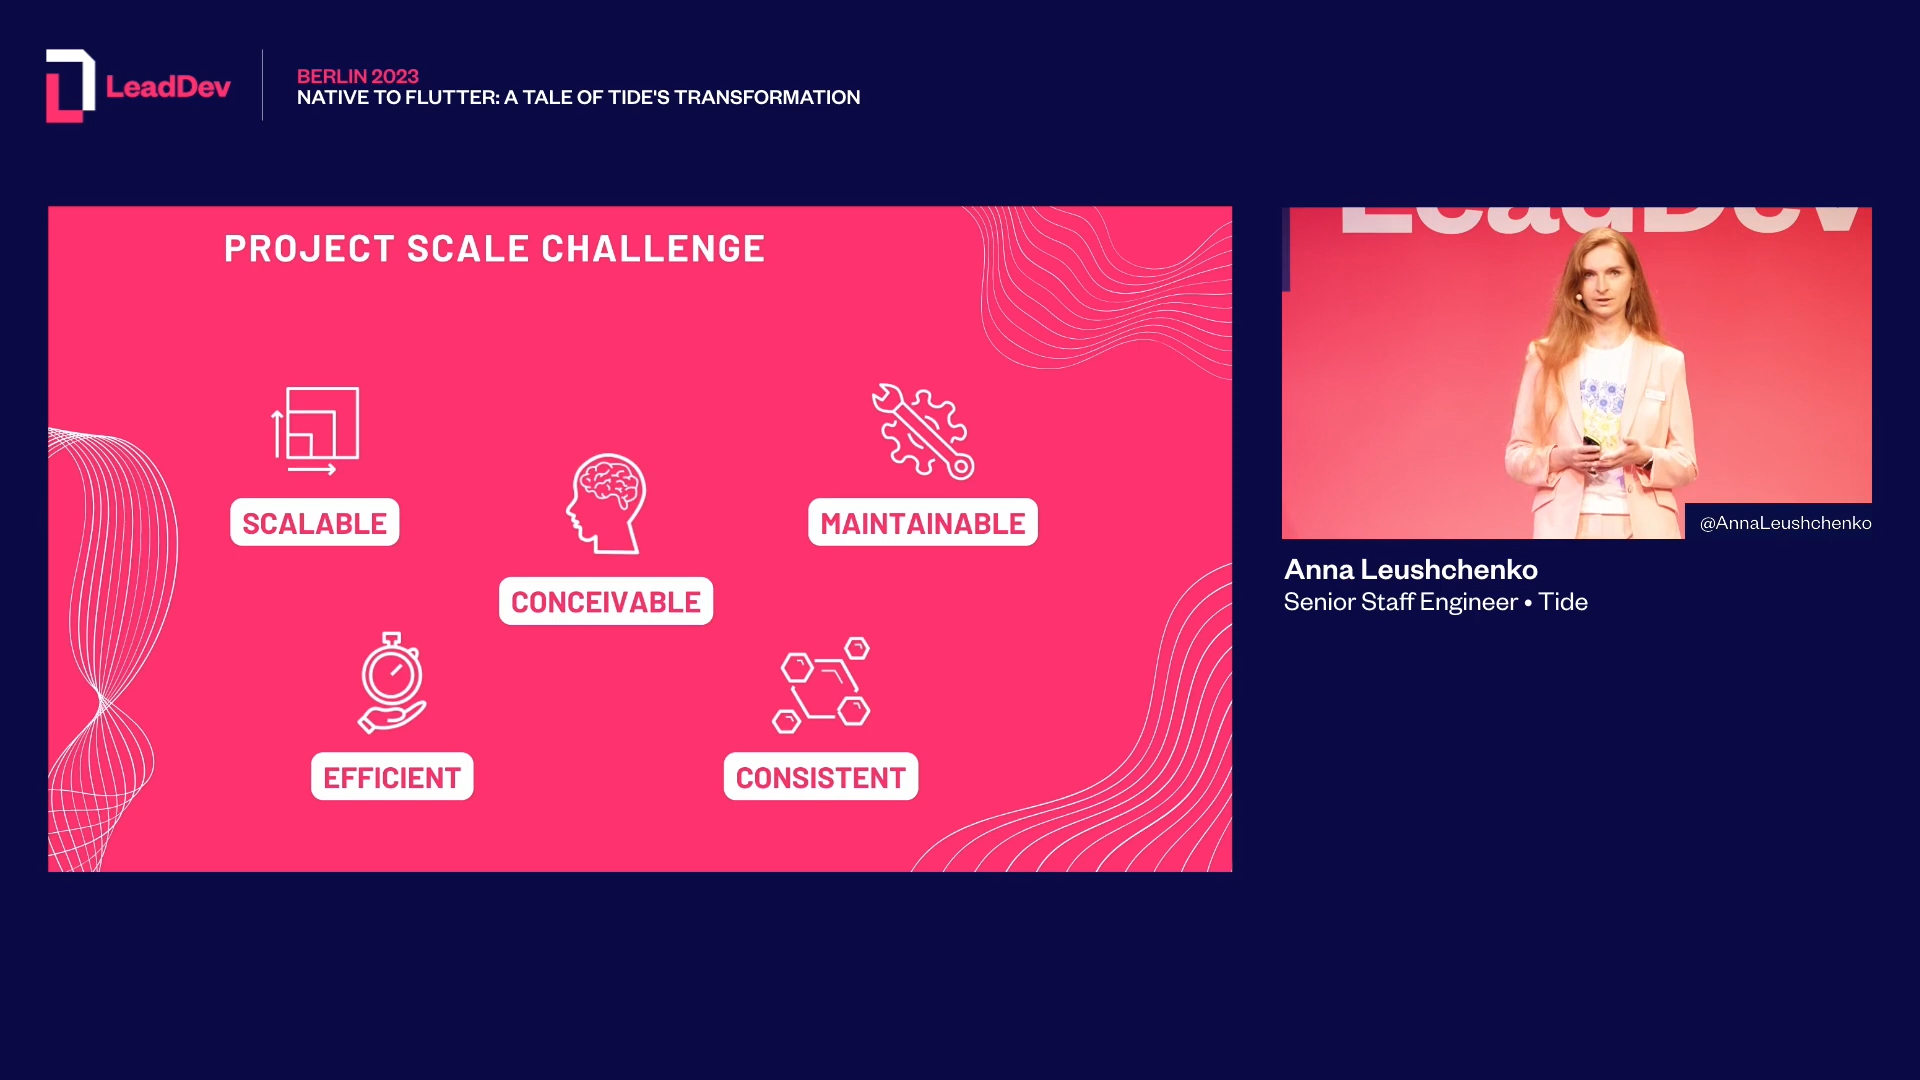 LeadDev
BERLIN 2023
NATIVE TO FLUTTER: A TALE OF TIDE'S TRANSFORMATION
PROJECT SCALE CHALLENGE
SCALABLE
MAINTAINABLE
CONCEIVABLE
EFFICIENT
CONSISTENT
LeadDev
@AnnaLeushchenko
Anna Leushchenko
Senior Staff Engineer • Tide